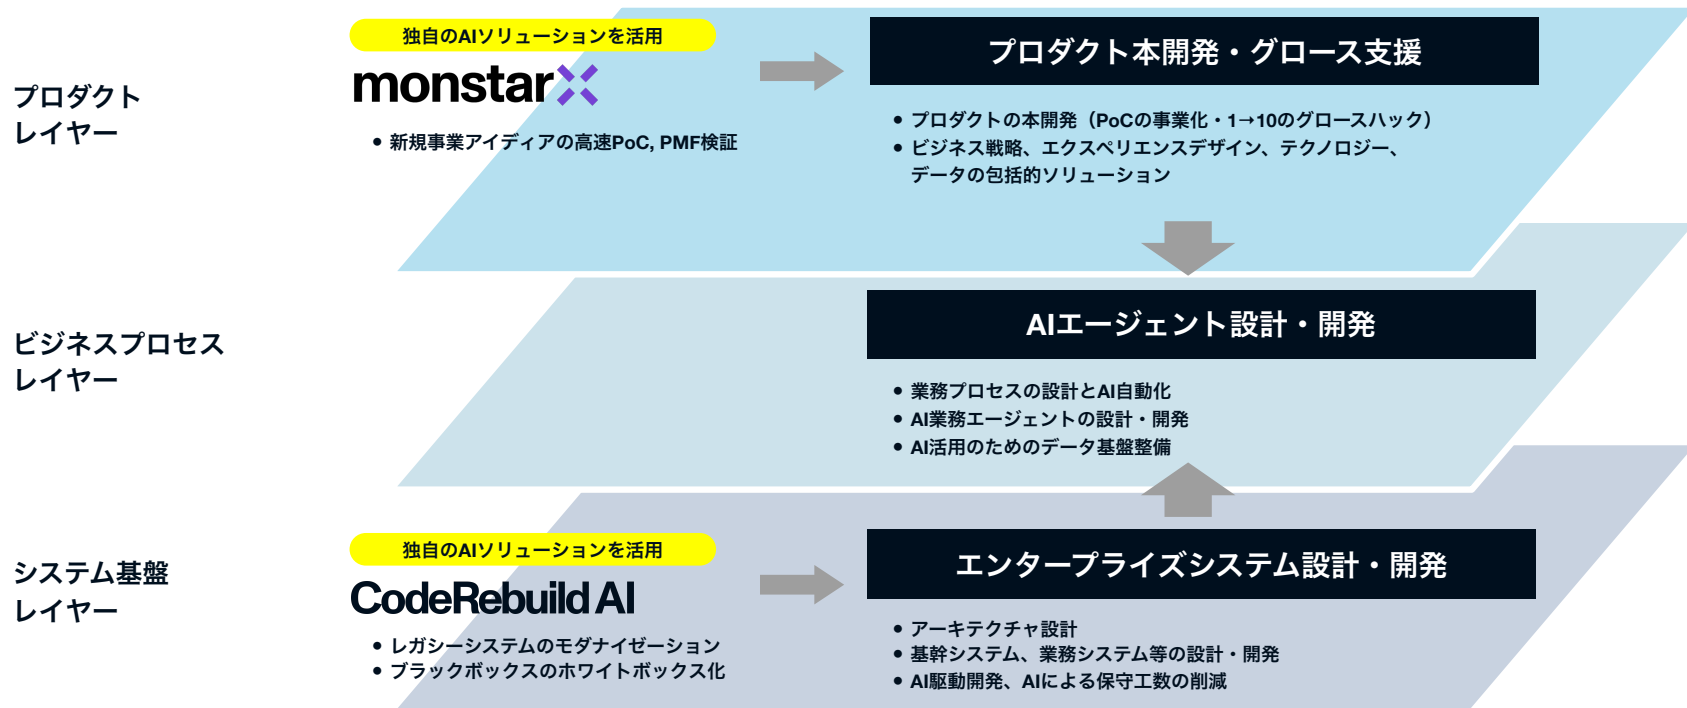 プロダクト
レイヤー
独自のAIソリューションを活用
monstarX
• 新規事業アイディアの高速PoC, PMF検証
プロダクト本開発・グロース支援
• プロダクトの本開発（PoCの事業化・1→10のグロースハック）
• ビジネス戦略、エクスペリエンスデザイン、テクノロジー、
データの包括的ソリューション
ビジネスプロセス
レイヤー
AIエージェント設計・開発
• 業務プロセスの設計とAI自動化
• AI業務エージェントの設計・開発
• AI活用のためのデータ基盤整備
システム基盤
レイヤー
独自のAIソリューションを活用
CodeRebuild AI
• レガシーシステムのモダナイゼーション
• ブラックボックスのホワイトボックス化
エンタープライズシステム設計・開発
• アーキテクチャ設計
• 基幹システム、業務システム等の設計・開発
• AI駆動開発、AIによる保守工数の削減